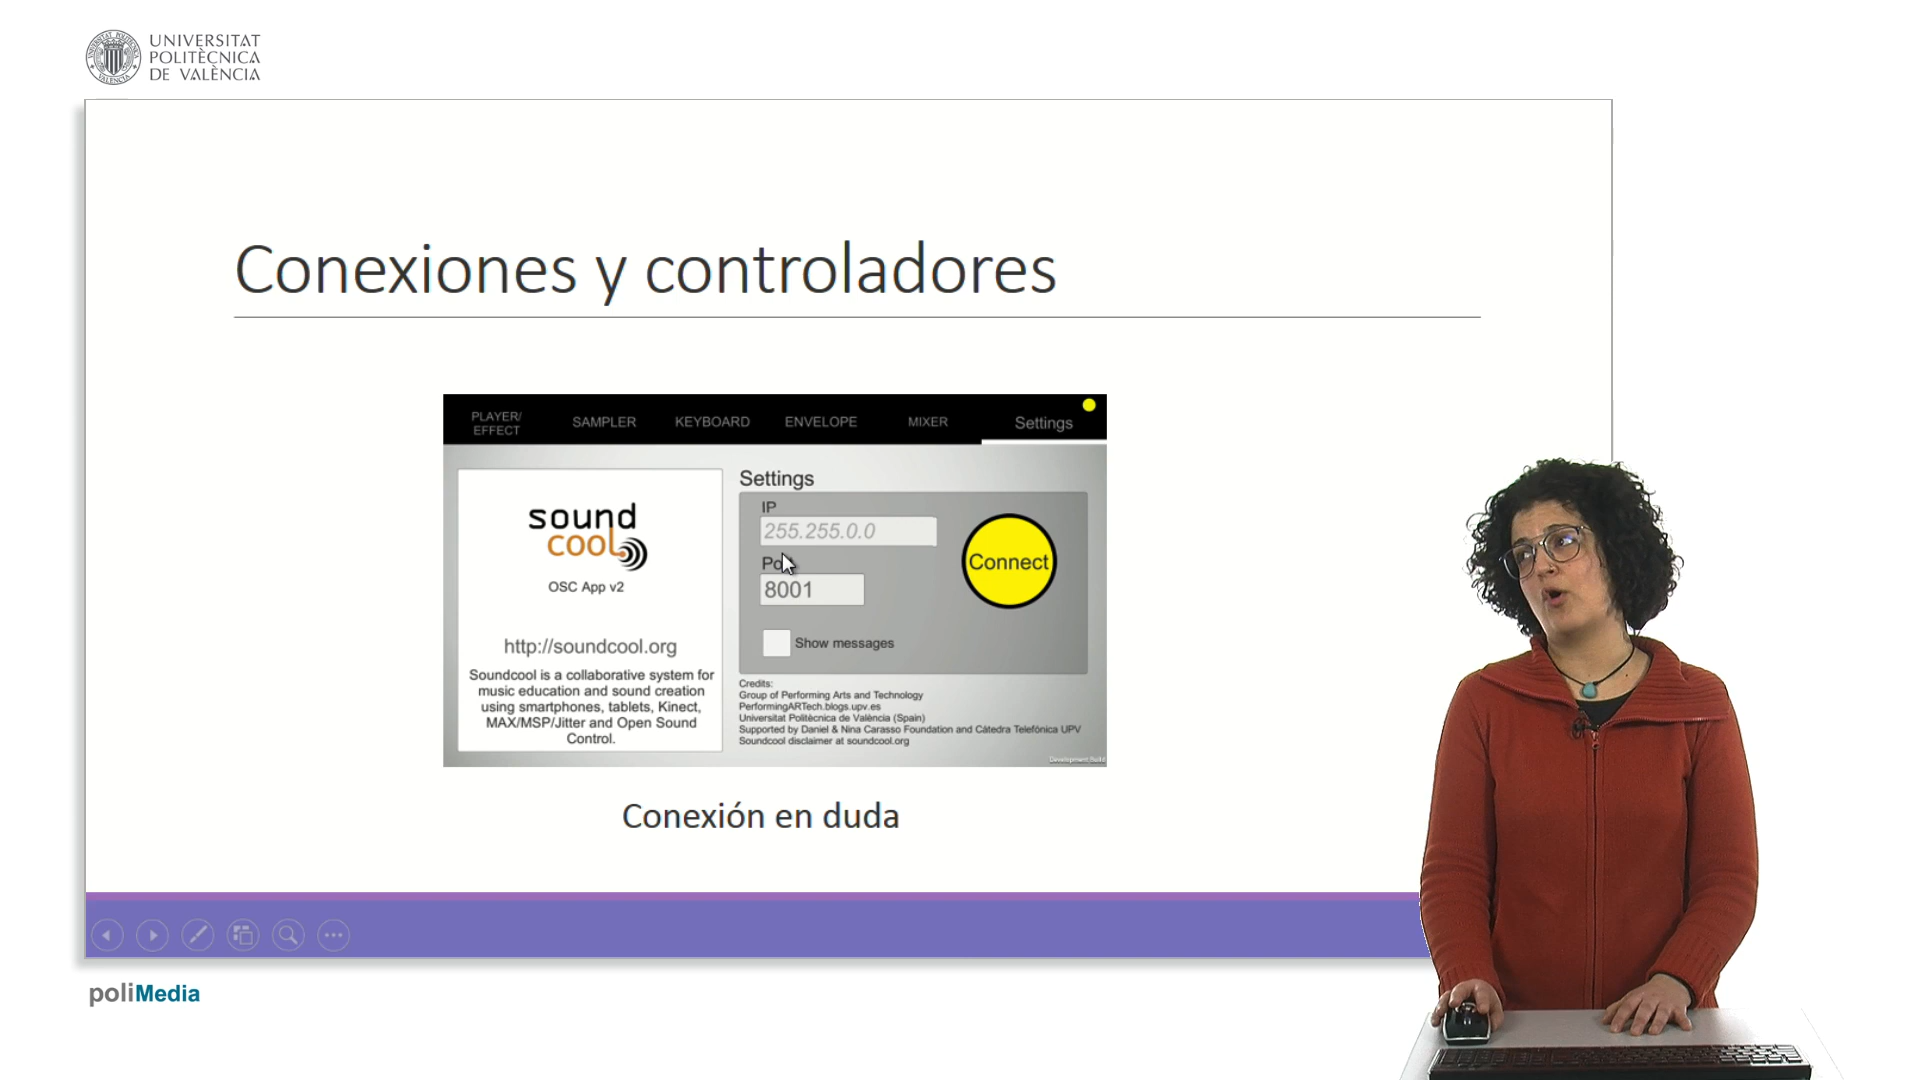 UNIVERSITAT
POLITÈCNICA
DE VALÈNCIA
Conexiones y controladores
PLAYER/
EFFECT
SAMPLER
KEYBOARD
ENVELOPE
MIXER
Settings
sound
cool
OSC App v2
http://soundcool.org
Soundcool is a collaborative system for
music education and sound creation
using smartphones, tablets, Kinect,
MAX/MSP/Jitter and Open Sound
Control.
Settings
IP
255.255.0.0
8001
Connect
Show messages
Credits:
Group of Performing Arts and Technology
PerformingARTech.blogs.upv.es
Universitat Politècnica de València (Spain)
Supported by Daniel & Nina Carasso Foundation and Cátedra Telefónica UPV
Soundcool disclaimer at soundcool.org
Development Build
Conexión en duda
poliMedia